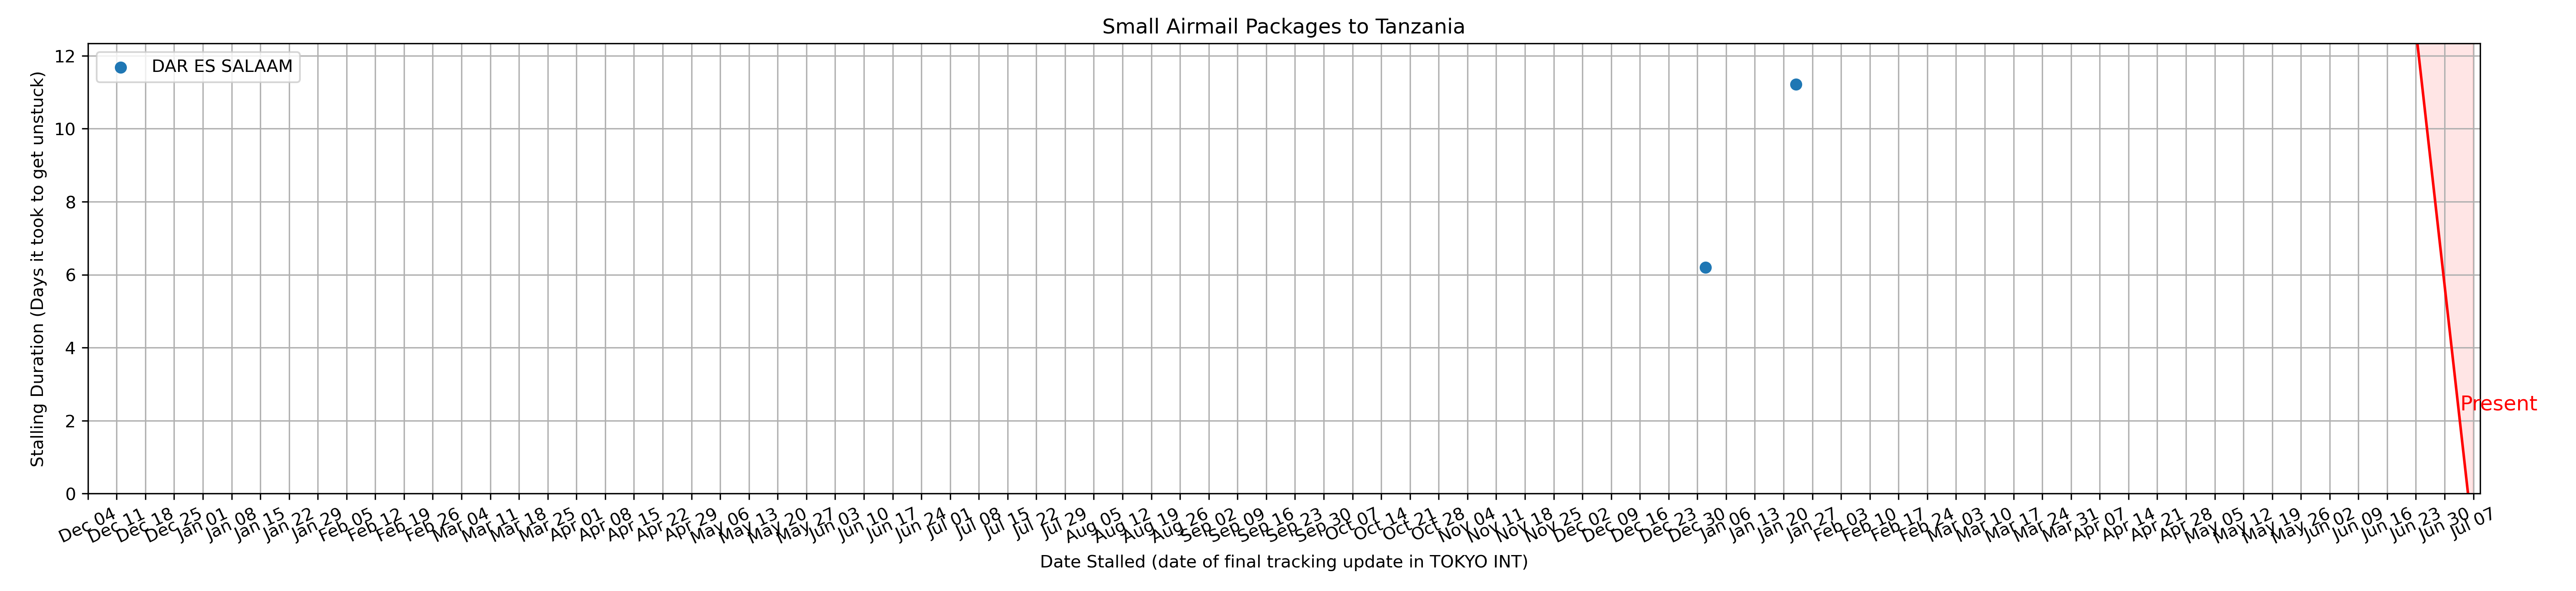 Small Airmail Packages to Tanzania
DAR ES SALAAM
Stalling Duration (Days it took to get unstuck)
12
10
8
6
4
2
0
Present
Dec 04
Dec 11
Dec 18
Dec 25
Jan 01
Jan 08
Jan 15
Jan 22
Jan 29
Feb 05
Feb 12
Feb 19
Feb 26
Mar 04
Mar 11
Mar 18
Mar 25
Apr 01
Apr 08
Apr 15
Apr 22
Apr 29
May 06
May 13
May 20
May 27
Jun 03
Jun 10
Jun 17
Jun 24
Jul 01
Jul 08
Jul 15
Jul 22
Jul 29
Aug 05
Aug 12
Aug 19
Aug 26
Sep 02
Sep 09
Sep 16
Sep 23
Sep 30
Oct 07
Oct 14
Oct 21
Oct 28
Nov 04
Nov 11
Nov 18
Nov 25
Dec 02
Dec 09
Dec 16
Dec 23
Dec 30
Jan 06
Jan 13
Jan 20
Jan 27
Feb 03
Feb 10
Feb 17
Feb 24
Mar 03
Mar 10
Mar 17
Mar 24
Mar 31
Apr 07
Apr 14
Apr 21
Apr 28
May 05
May 12
May 19
May 26
Jun 02
Jun 09
Jun 16
Jun 23
Jun 30
Jul 07
Date Stalled (date of final tracking update in TOKYO INT)